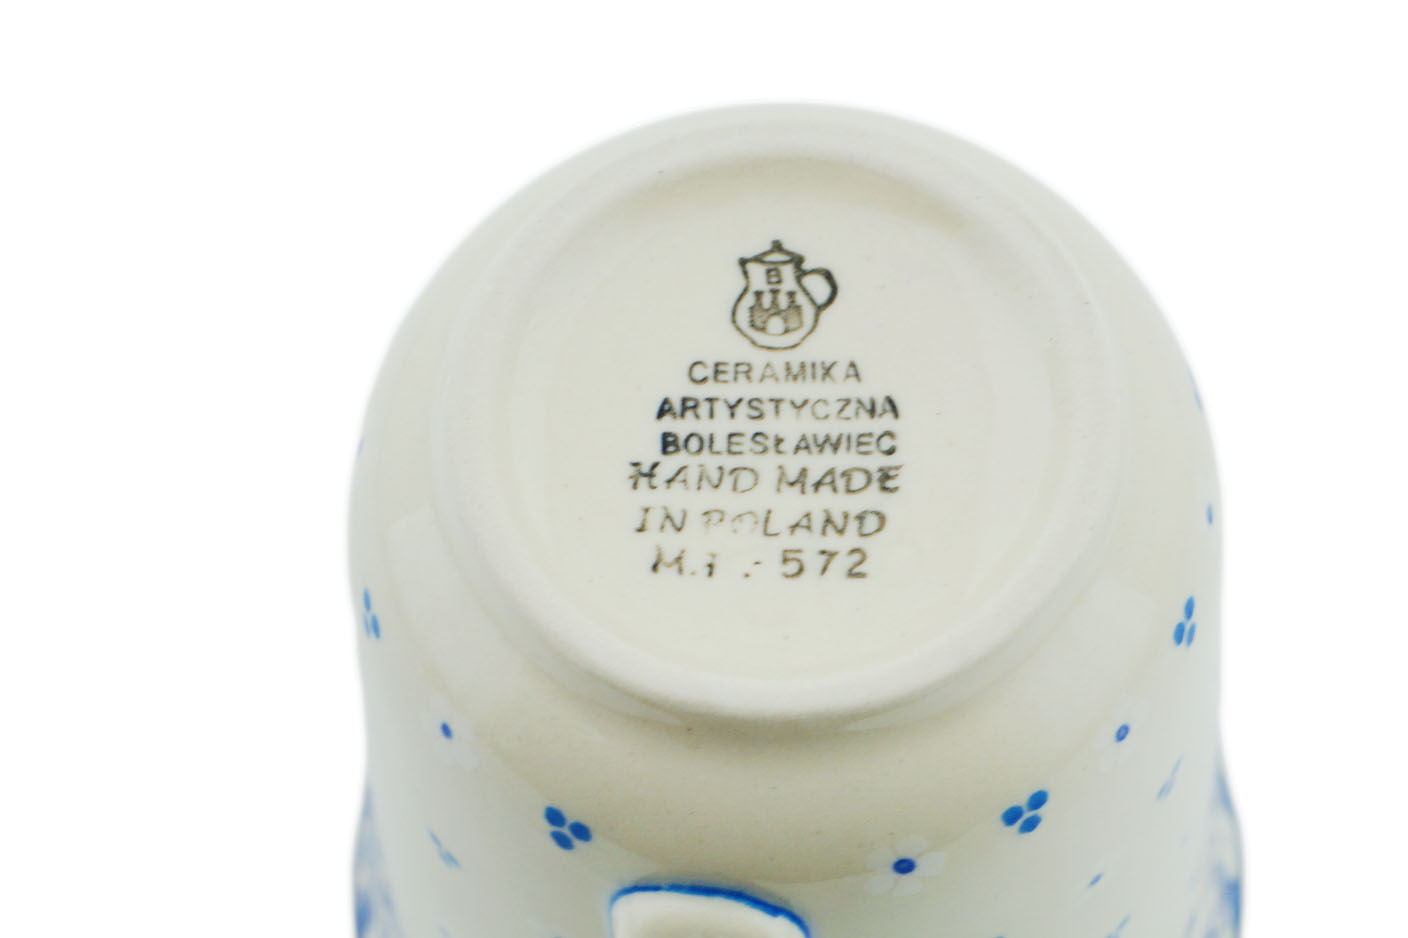 B
CERAMIKA
ARTYSTYCZNA
BOLESŁAWIEC
HAND MADE
IN POLAND
572